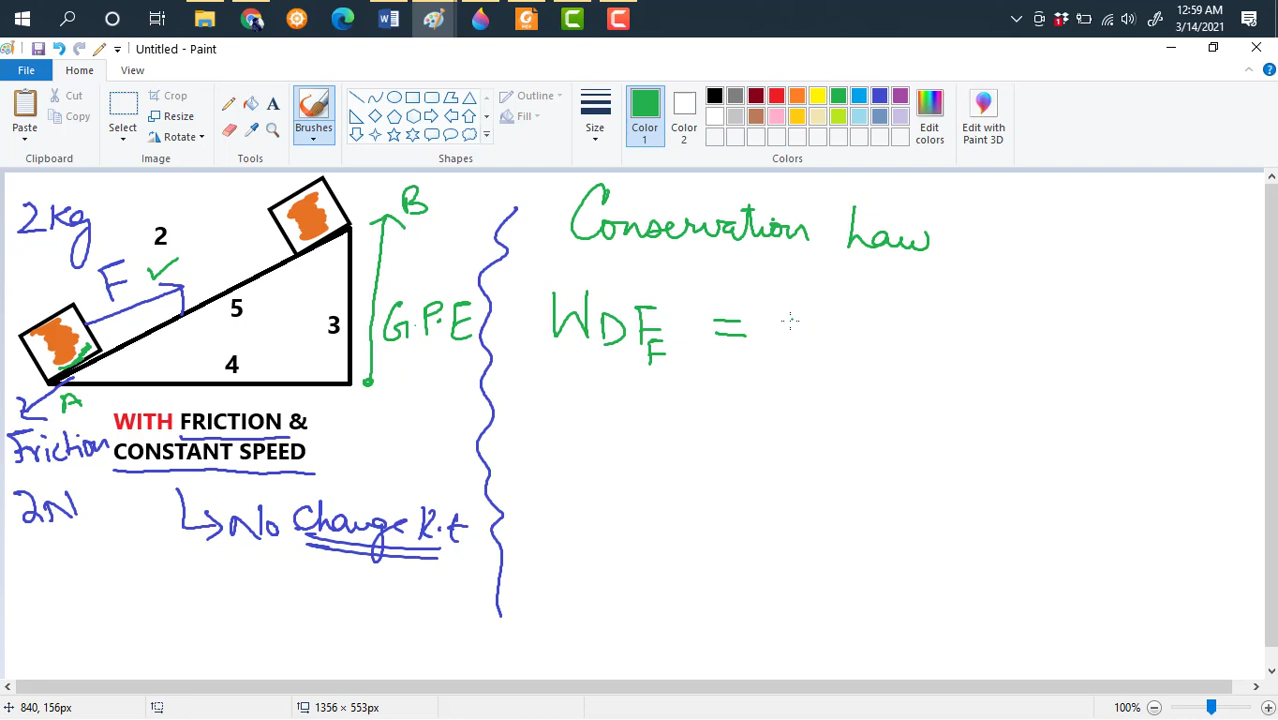 12:59 AM
3/14/2021
Untitled - Paint
File Home View
Cut
Copy
Paste
Clipboard
Crop
Resize
Rotate
Select
Image
Tools
Brushes
Outline
Fill
Shapes
Size
Color 1
Color 2
Edit colors
Colors
Edit with Paint 3D
2kg
2
F
5
3
4
A
B
G.P.E
WITH FRICTION &
CONSTANT SPEED
Friction
2N
No Change K.E
Conservation Law
WDF_F =
840, 156px
1356 × 553px
100%